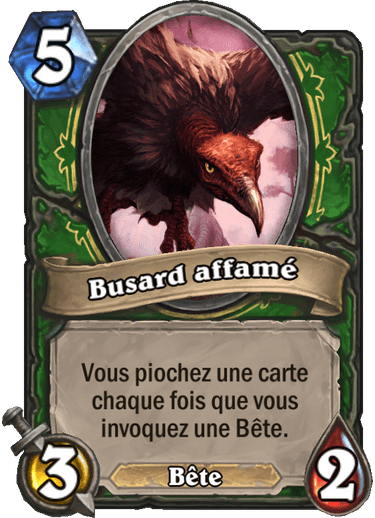 5
Busard affamé
Vous piochez une carte
chaque fois que vous
invoquez une Bête.
3
Bête
2